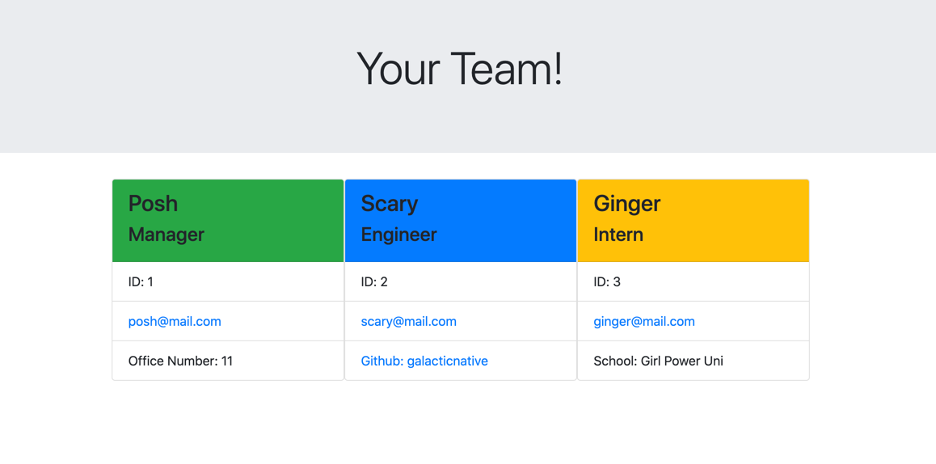 Your Team!
Posh
Manager
ID: 1
posh@mail.com
Office Number: 11
Scary
Engineer
ID: 2
scary@mail.com
Github: galacticnative
Ginger
Intern
ID: 3
ginger@mail.com
School: Girl Power Uni